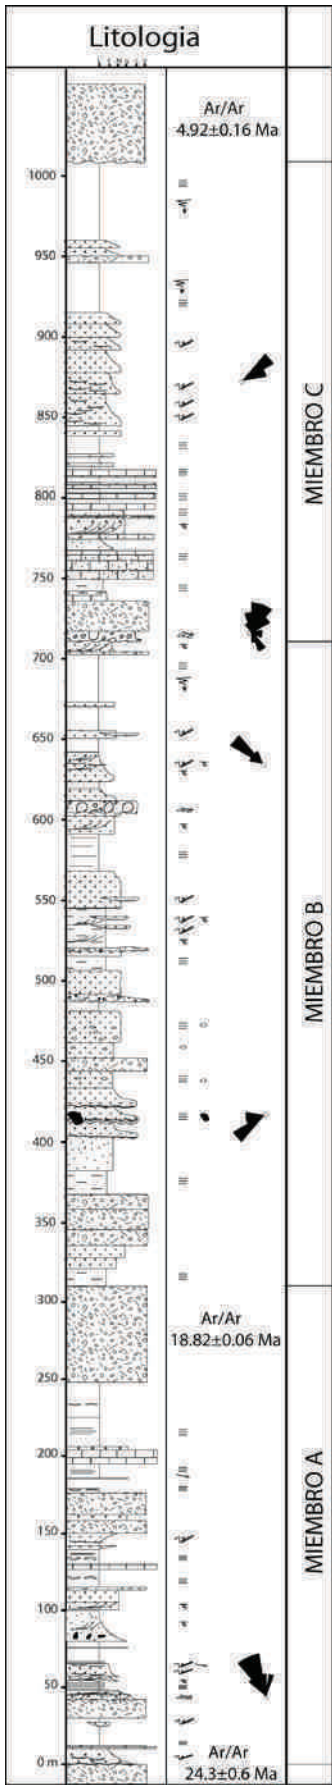 Litologia
Ar/Ar
4.92±0.16 Ma
1000
950
900
850
800
750
MIEMBRO C
700
650
600
550
500
450
400
350
MIEMBRO B
300
Ar/Ar
18.82±0.06 Ma
250
200
150
100
50
MIEMBRO A
0 m
Ar/Ar
24.3±0.6 Ma